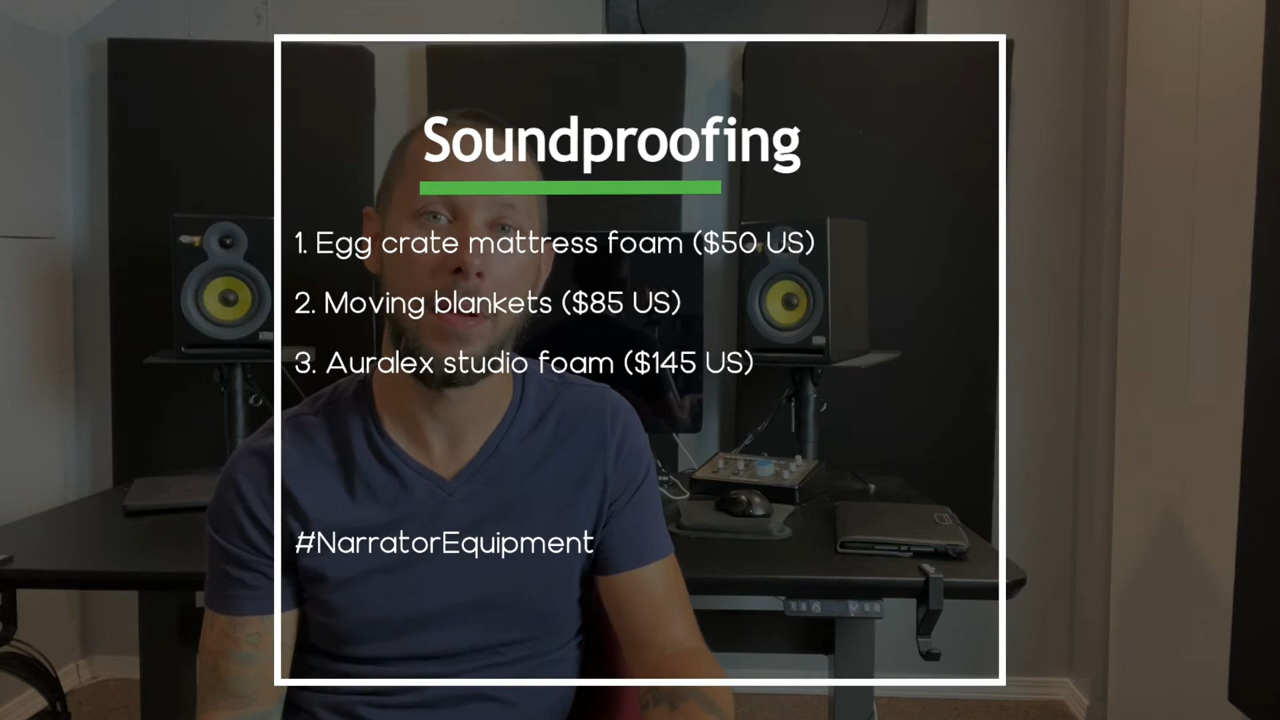 Soundproofing
1. Egg crate mattress foam ($50 US)
2. Moving blankets ($85 US)
3. Auralex studio foam ($145 US)
#NarratorEquipment